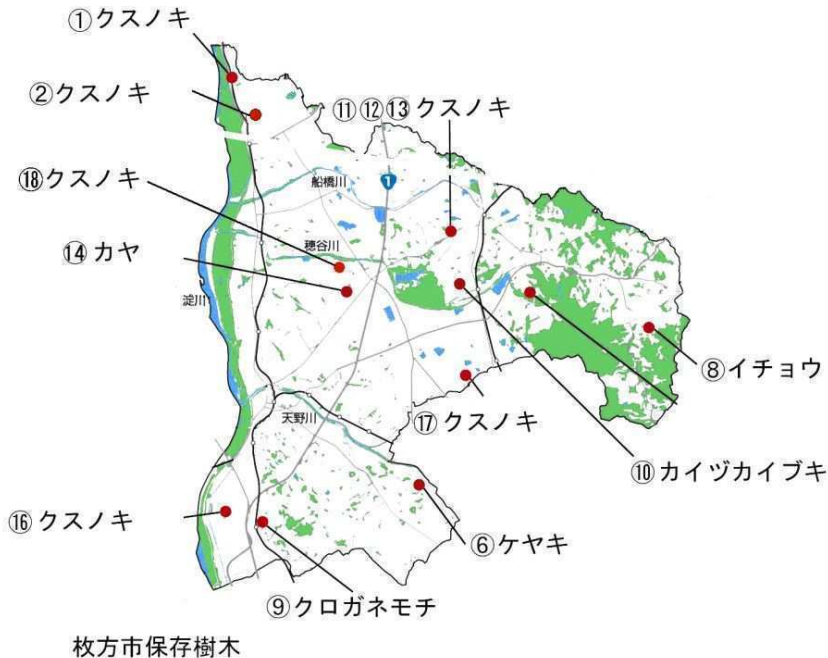 ①クスノキ
②クスノキ
⑪⑫⑬クスノキ
⑱クスノキ
船橋川
1
⑭カヤ
穂谷川
淀川
⑧イチョウ
⑰クスノキ
天野川
⑩カイヅカイブキ
⑯クスノキ
⑥ケヤキ
⑨クロガネモチ
枚方市保存樹木